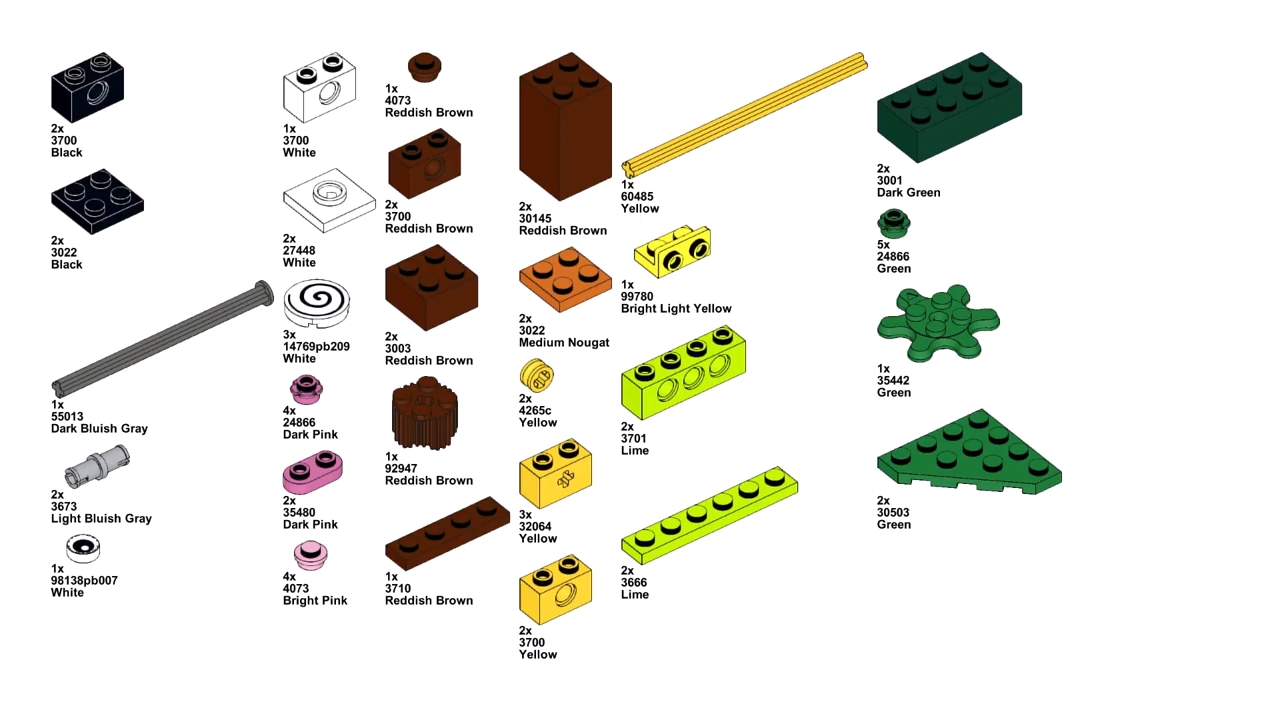 2x
3700
Black
2x
3022
Black
1x
55013
Dark Bluish Gray
2x
3673
Light Bluish Gray
1x
98138pb007
White
1x
3700
White
2x
27448
White
3x
14769pb209
White
4x
24866
Dark Pink
2x
35480
Dark Pink
4x
4073
Bright Pink
1x
4073
Reddish Brown
2x
3700
Reddish Brown
2x
3003
Reddish Brown
1x
92947
Reddish Brown
1x
3710
Reddish Brown
2x
30145
Reddish Brown
2x
3022
Medium Nougat
2x
4265c
Yellow
3x
32064
Yellow
2x
3700
Yellow
1x
60485
Yellow
1x
99780
Bright Light Yellow
2x
3701
Lime
2x
3666
Lime
2x
3001
Dark Green
5x
24866
Green
1x
35442
Green
2x
30503
Green